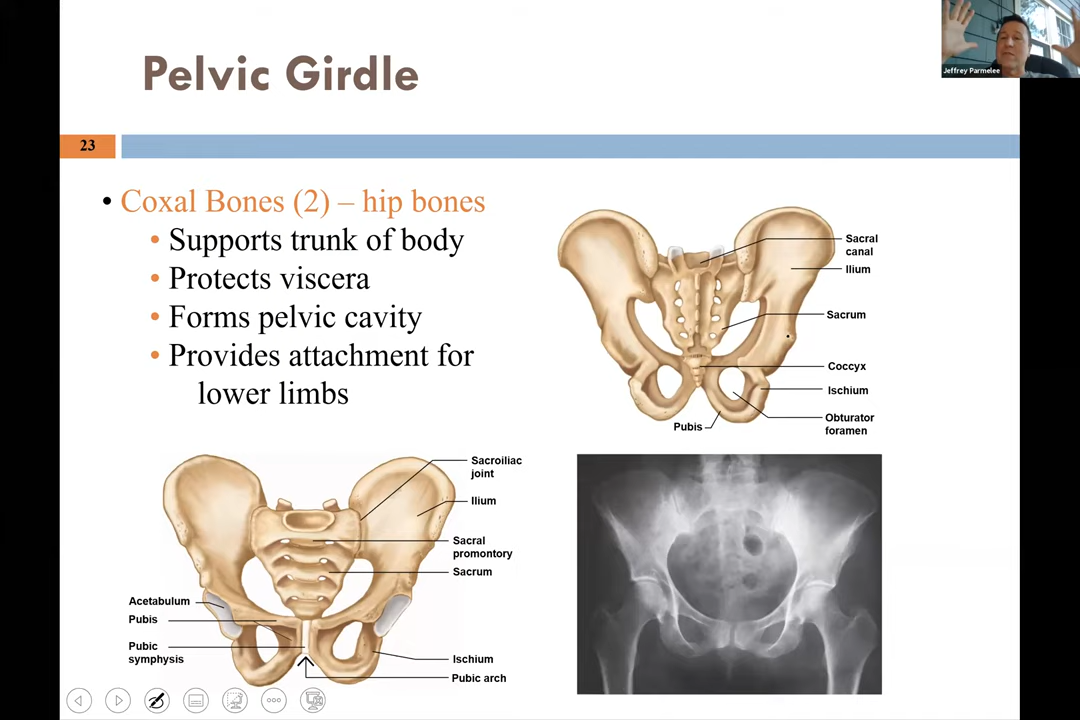 Pelvic Girdle
Jeffrey Parmelee
23
• Coxal Bones (2) – hip bones
• Supports trunk of body
• Protects viscera
• Forms pelvic cavity
• Provides attachment for
lower limbs
Sacral
canal
Ilium
Sacrum
Coccyx
Ischium
Obturator
foramen
Pubis
Sacroiliac
joint
Ilium
Sacral
promontory
Sacrum
Acetabulum
Pubis
Pubic
symphysis
Ischium
Pubic arch